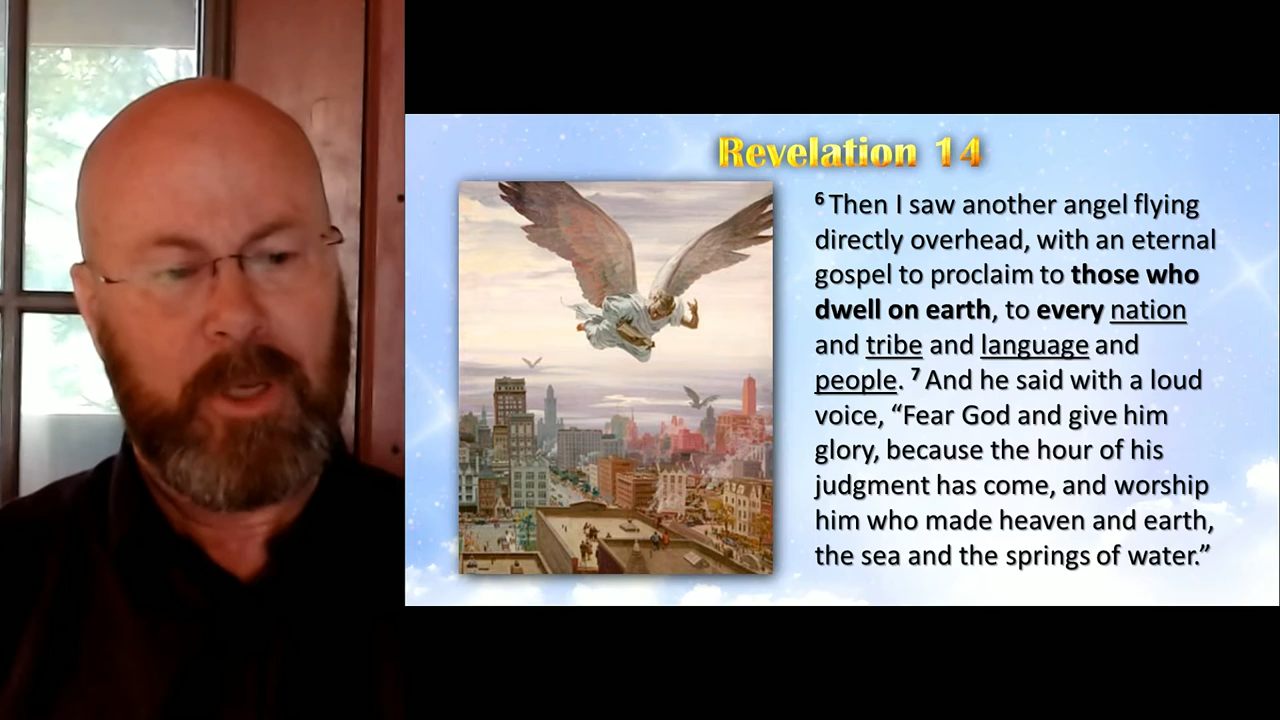 Revelation 14
6 Then I saw another angel flying
directly overhead, with an eternal
gospel to proclaim to those who
dwell on earth, to every nation
and tribe and language and
people. 7 And he said with a loud
voice, “Fear God and give him
glory, because the hour of his
judgment has come, and worship
him who made heaven and earth,
the sea and the springs of water.”